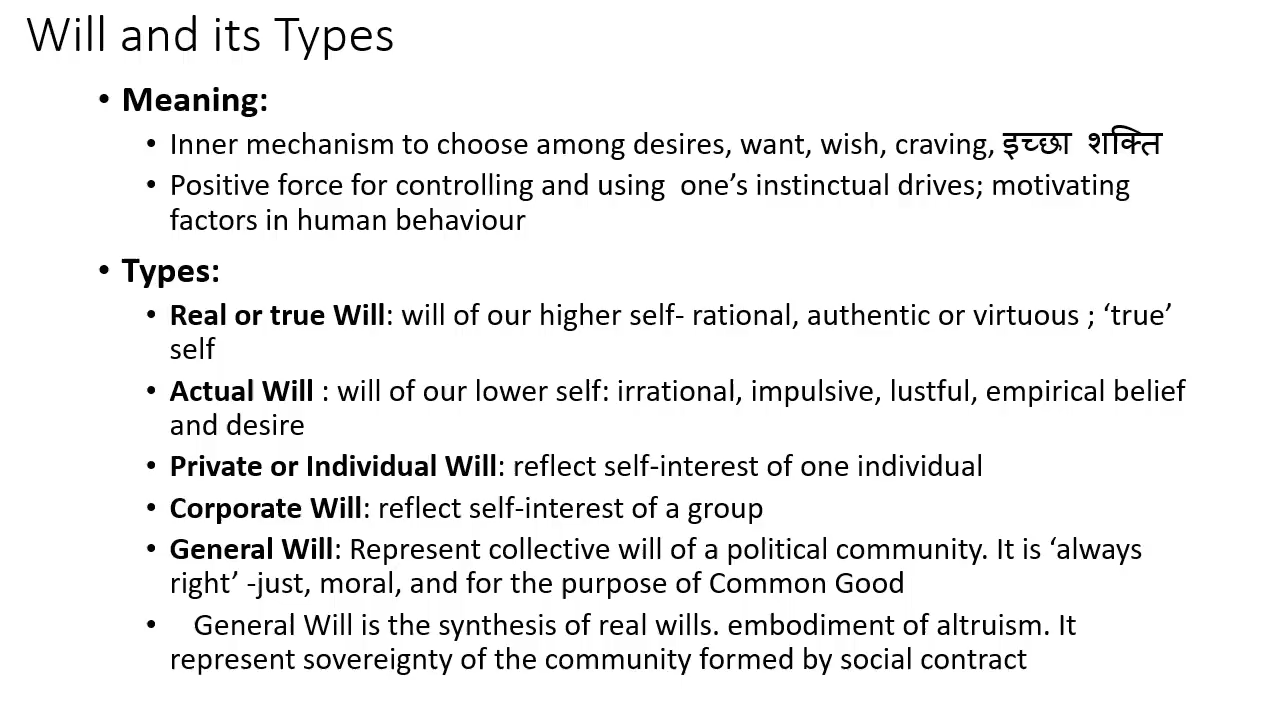 Will and its Types
• Meaning:
• Inner mechanism to choose among desires, want, wish, craving, इच्छा शक्ति
• Positive force for controlling and using  one’s instinctual drives; motivating
factors in human behaviour
• Types:
• Real or true Will: will of our higher self- rational, authentic or virtuous ; ‘true’
self
• Actual Will : will of our lower self: irrational, impulsive, lustful, empirical belief
and desire
• Private or Individual Will: reflect self-interest of one individual
• Corporate Will: reflect self-interest of a group
• General Will: Represent collective will of a political community. It is ‘always
right’ -just, moral, and for the purpose of Common Good
• General Will is the synthesis of real wills. embodiment of altruism. It
represent sovereignty of the community formed by social contract